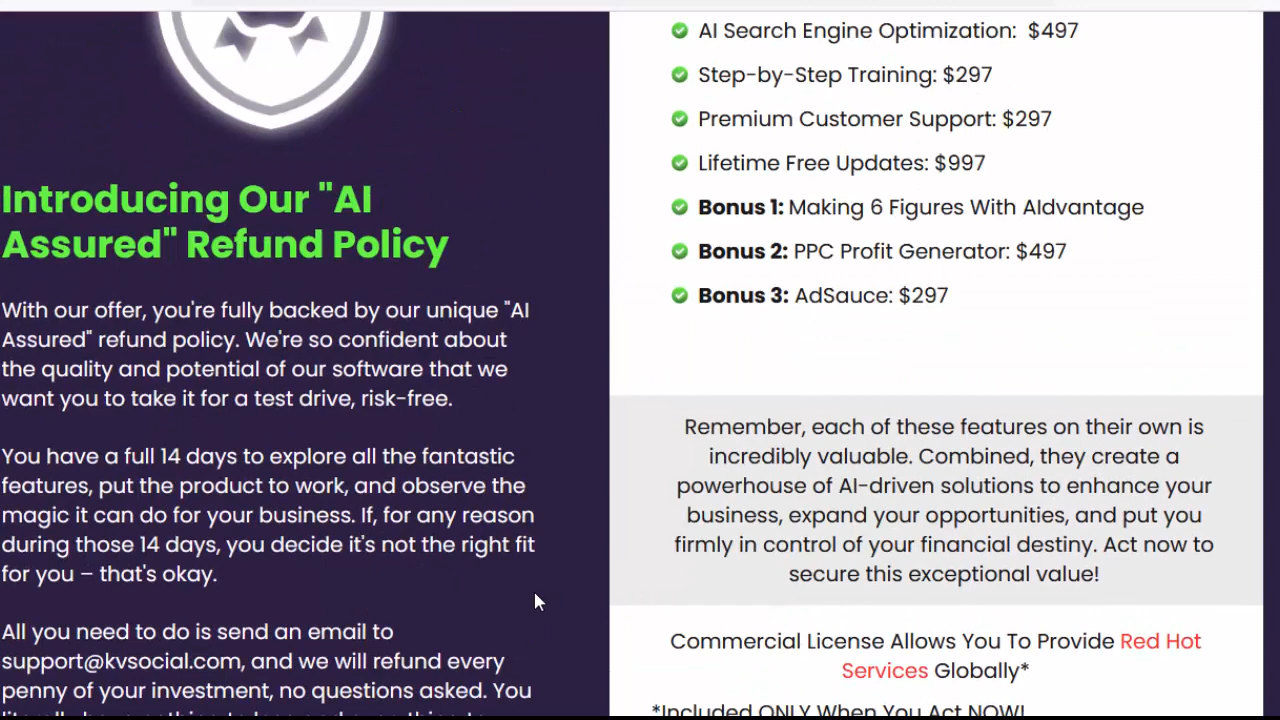 Introducing Our "AI
Assured" Refund Policy
With our offer, you're fully backed by our unique "AI
Assured" refund policy. We're so confident about
the quality and potential of our software that we
want you to take it for a test drive, risk-free.
You have a full 14 days to explore all the fantastic
features, put the product to work, and observe the
magic it can do for your business. If, for any reason
during those 14 days, you decide it's not the right fit
for you – that's okay.
All you need to do is send an email to
support@kvsocial.com, and we will refund every
penny of your investment, no questions asked. You
AI Search Engine Optimization: $497
Step-by-Step Training: $297
Premium Customer Support: $297
Lifetime Free Updates: $997
Bonus 1: Making 6 Figures With AIdvantage
Bonus 2: PPC Profit Generator: $497
Bonus 3: AdSauce: $297
Remember, each of these features on their own is
incredibly valuable. Combined, they create a
powerhouse of AI-driven solutions to enhance your
business, expand your opportunities, and put you
firmly in control of your financial destiny. Act now to
secure this exceptional value!
Commercial License Allows You To Provide Red Hot
Services Globally*
*Included ONLY When You Act NOW!